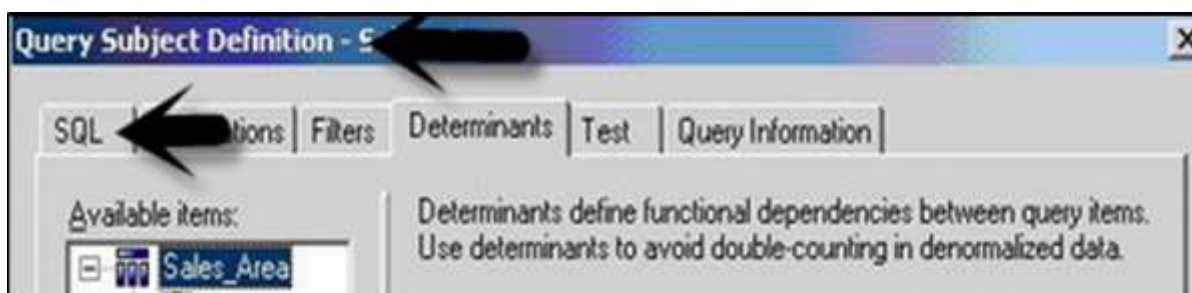 Query Subject Definition -
SQL Filters Determinants Test Query Information
Available items:
Determinants define functional dependencies between query items.
Use determinants to avoid double-counting in denormalized data.
Sales_Area